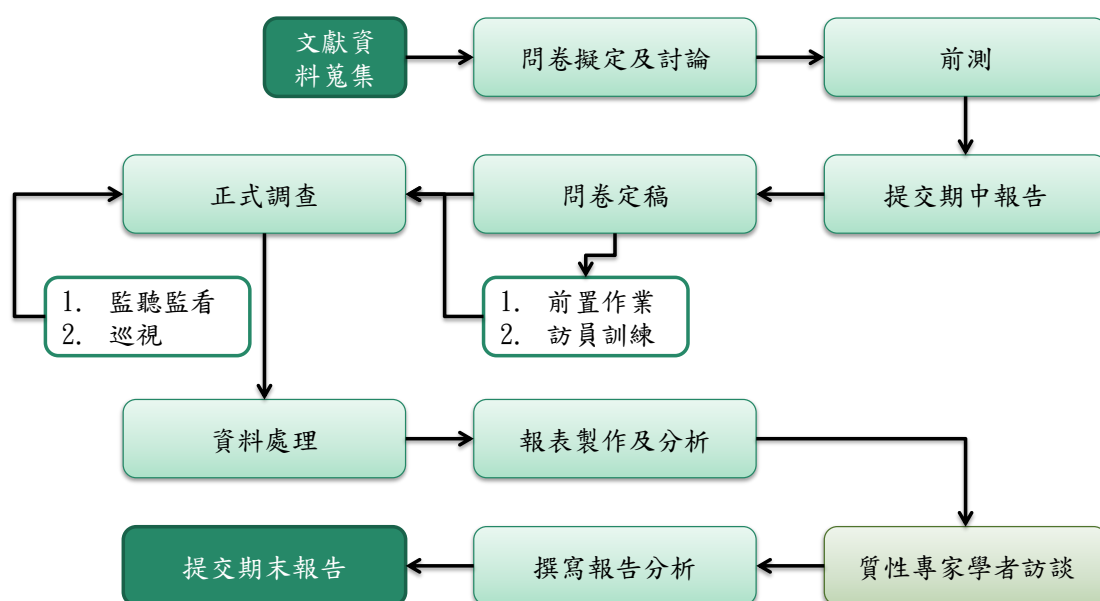 文獻資
料蒐集
問卷擬定及討論
前測
正式調查
問卷定稿
提交期中報告
1. 監聽監看
2. 巡視
1. 前置作業
2. 訪員訓練
資料處理
報表製作及分析
提交期末報告
撰寫報告分析
質性專家學者訪談